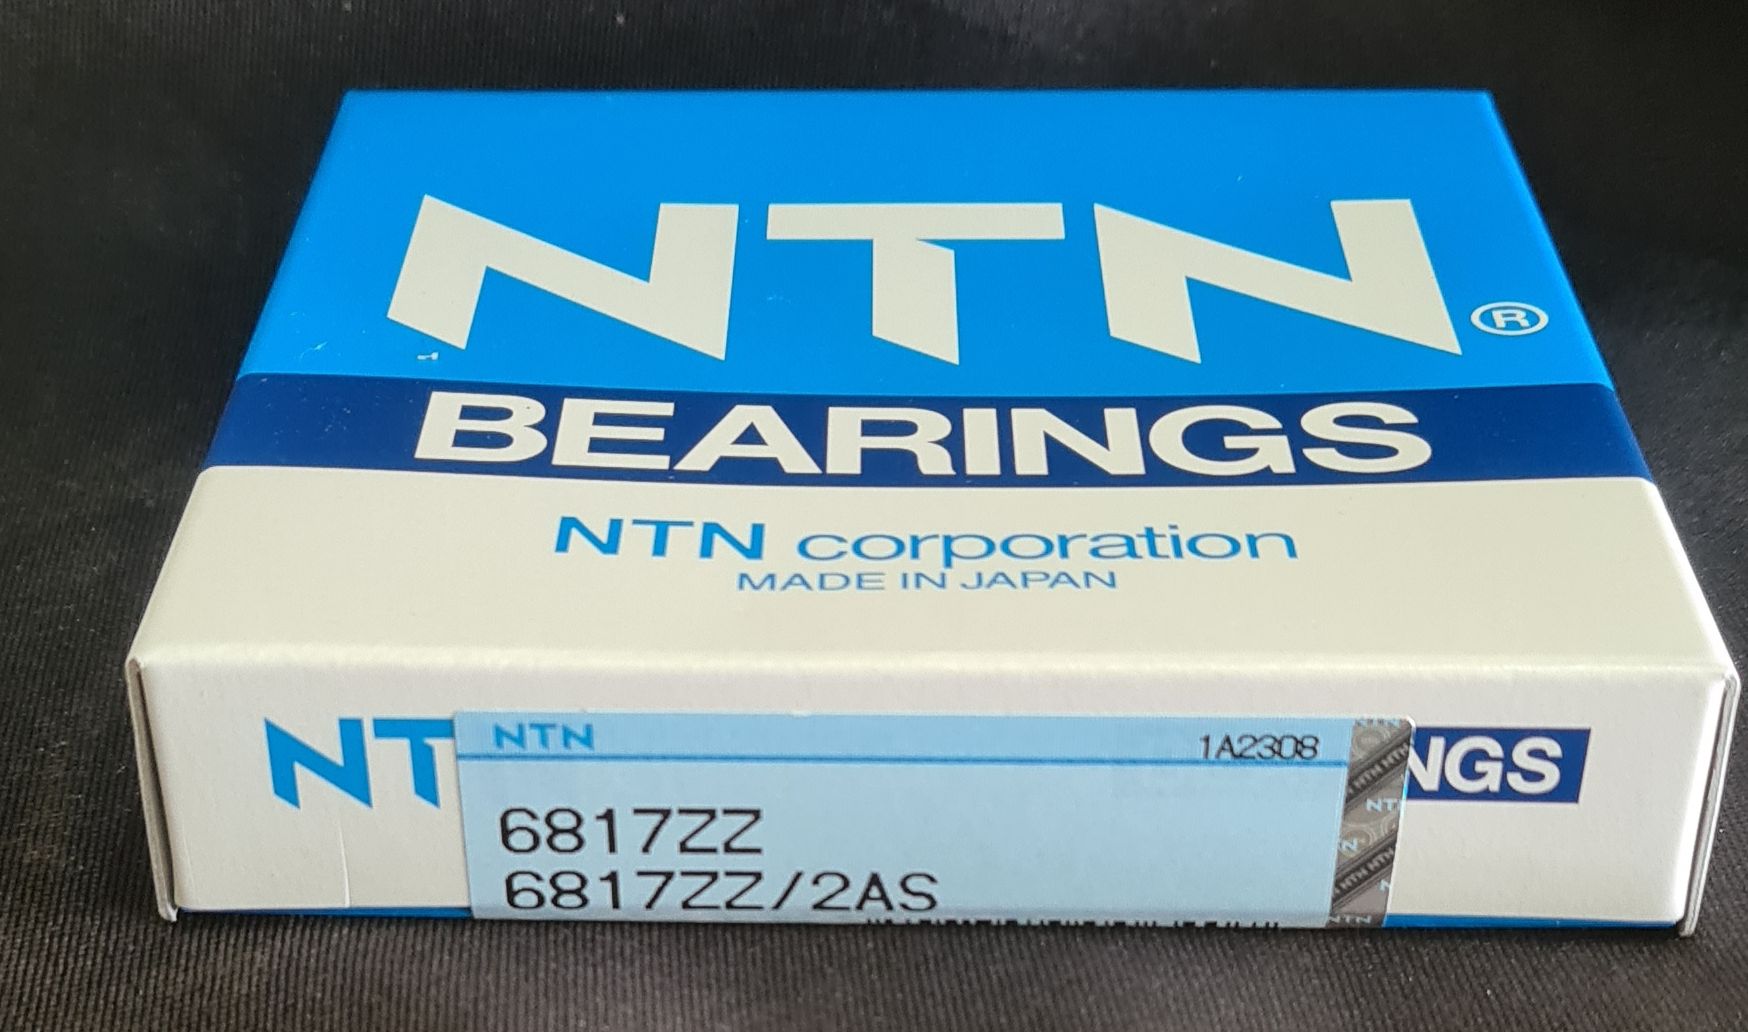 NTN®
BEARINGS
NTN corporation
MADE IN JAPAN
NT
NTN
1A2308
NGS
6817ZZ
6817ZZ/2AS